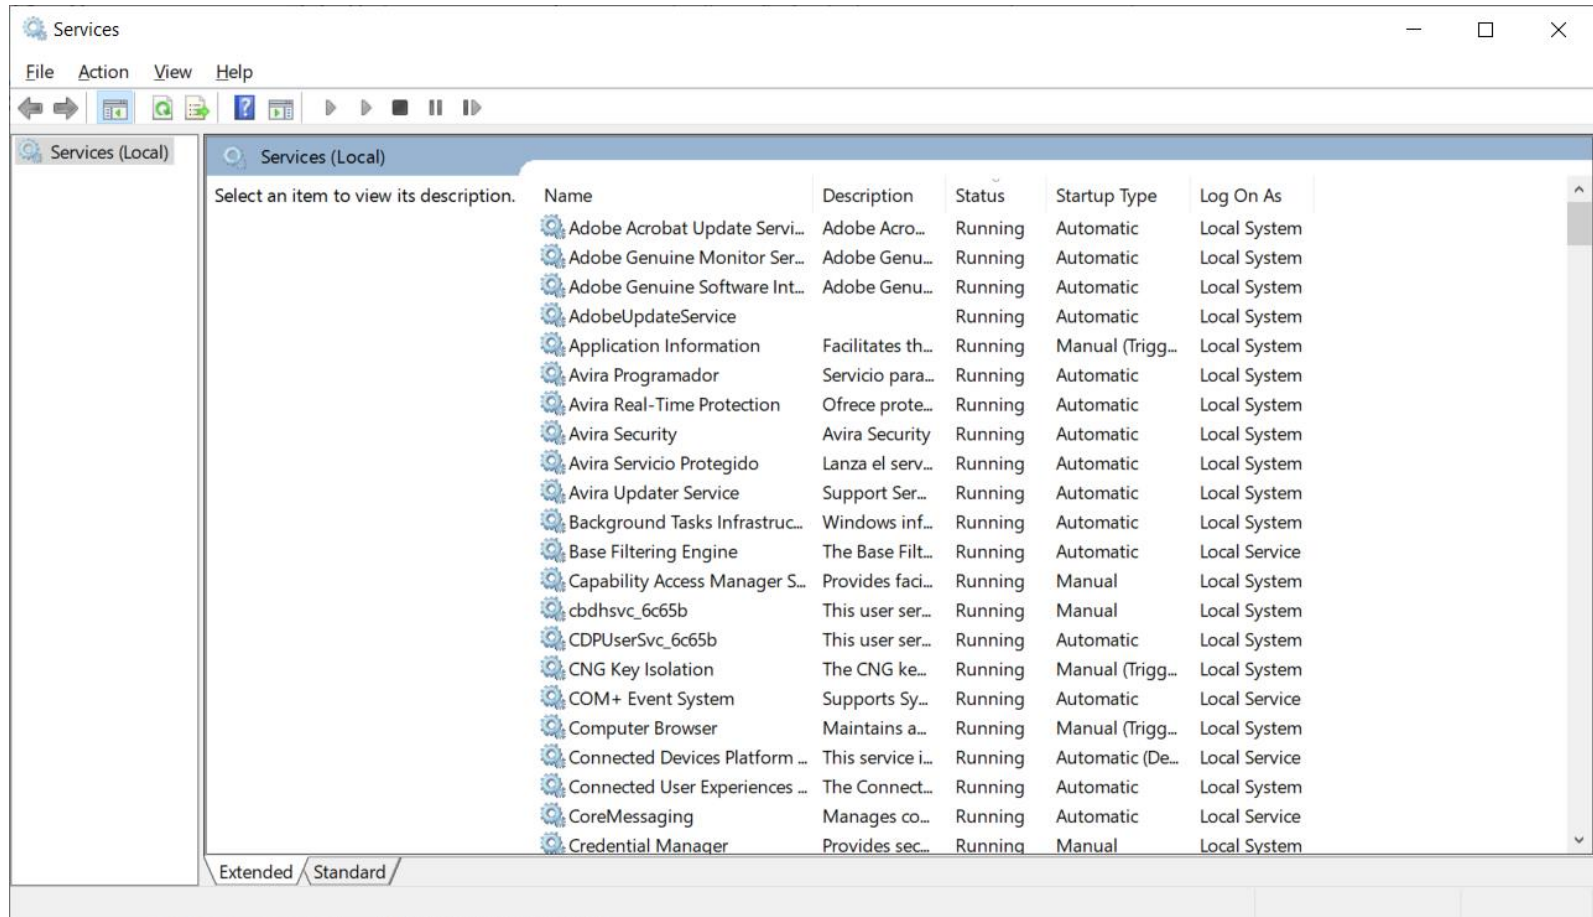 Services
File Action View Help
Services (Local)
Services (Local)
Select an item to view its description.
Name Description Status Startup Type Log On As
Adobe Acrobat Update Servi... Adobe Acro... Running Automatic Local System
Adobe Genuine Monitor Ser... Adobe Genu... Running Automatic Local System
Adobe Genuine Software Int... Adobe Genu... Running Automatic Local System
AdobeUpdateService Running Automatic Local System
Application Information Facilitates th... Running Manual (Trigg... Local System
Avira Programador Servicio para... Running Automatic Local System
Avira Real-Time Protection Ofrece prote... Running Automatic Local System
Avira Security Avira Security Running Automatic Local System
Avira Servicio Protegido Lanza el serv... Running Automatic Local System
Avira Updater Service Support Ser... Running Automatic Local System
Background Tasks Infrastruc... Windows inf... Running Automatic Local System
Base Filtering Engine The Base Filt... Running Automatic Local Service
Capability Access Manager S... Provides faci... Running Manual Local System
cbdhsvc_6c65b This user ser... Running Manual Local System
CDPUserSvc_6c65b This user ser... Running Automatic Local System
CNG Key Isolation The CNG ke... Running Manual (Trigg... Local System
COM+ Event System Supports Sy... Running Automatic Local Service
Computer Browser Maintains a... Running Manual (Trigg... Local System
Connected Devices Platform ... This service i... Running Automatic (De... Local Service
Connected User Experiences ... The Connect... Running Automatic Local System
CoreMessaging Manages co... Running Automatic Local Service
Credential Manager Provides sec... Running Manual Local System
Extended Standard